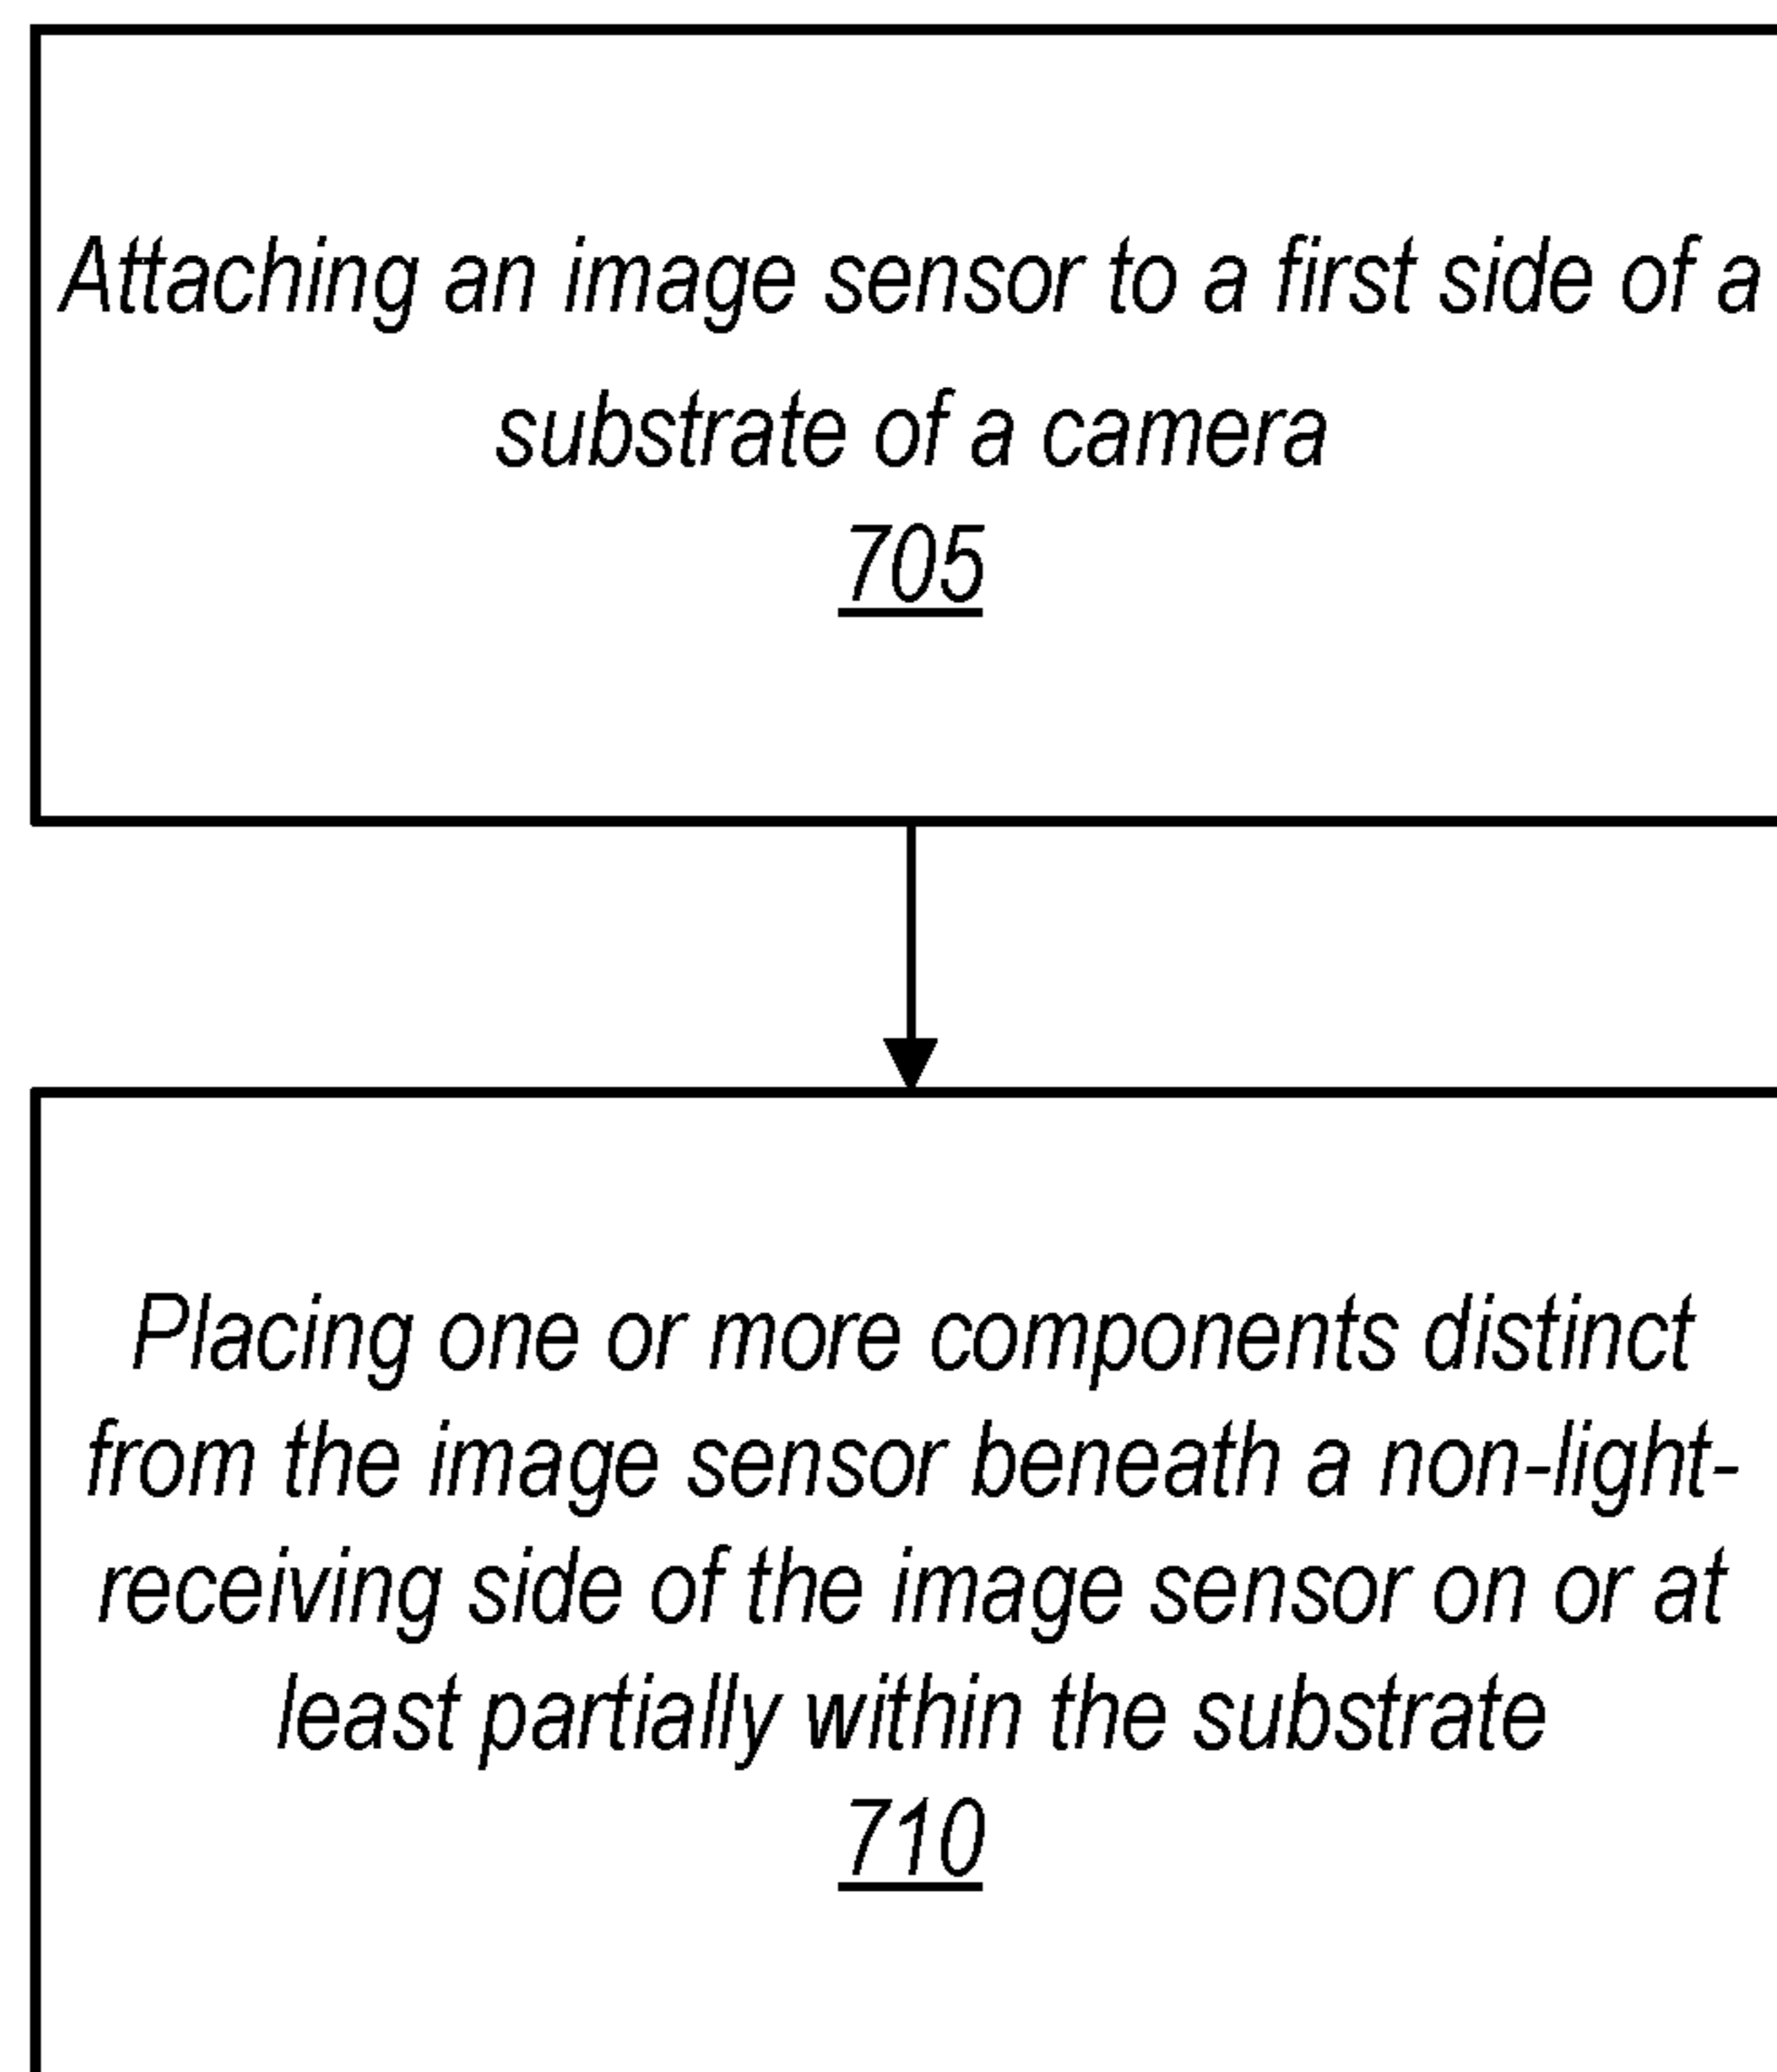 Attaching an image sensor to a first side of a
substrate of a camera
705
Placing one or more components distinct
from the image sensor beneath a non-light-
receiving side of the image sensor on or at
least partially within the substrate
710